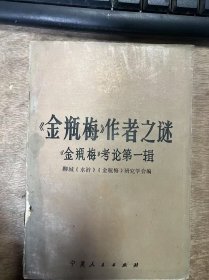 《金瓶梅》作者之谜
《金瓶梅》考论第一辑
聊城《水浒》《金瓶梅》研究学会编
宁夏人民出版社